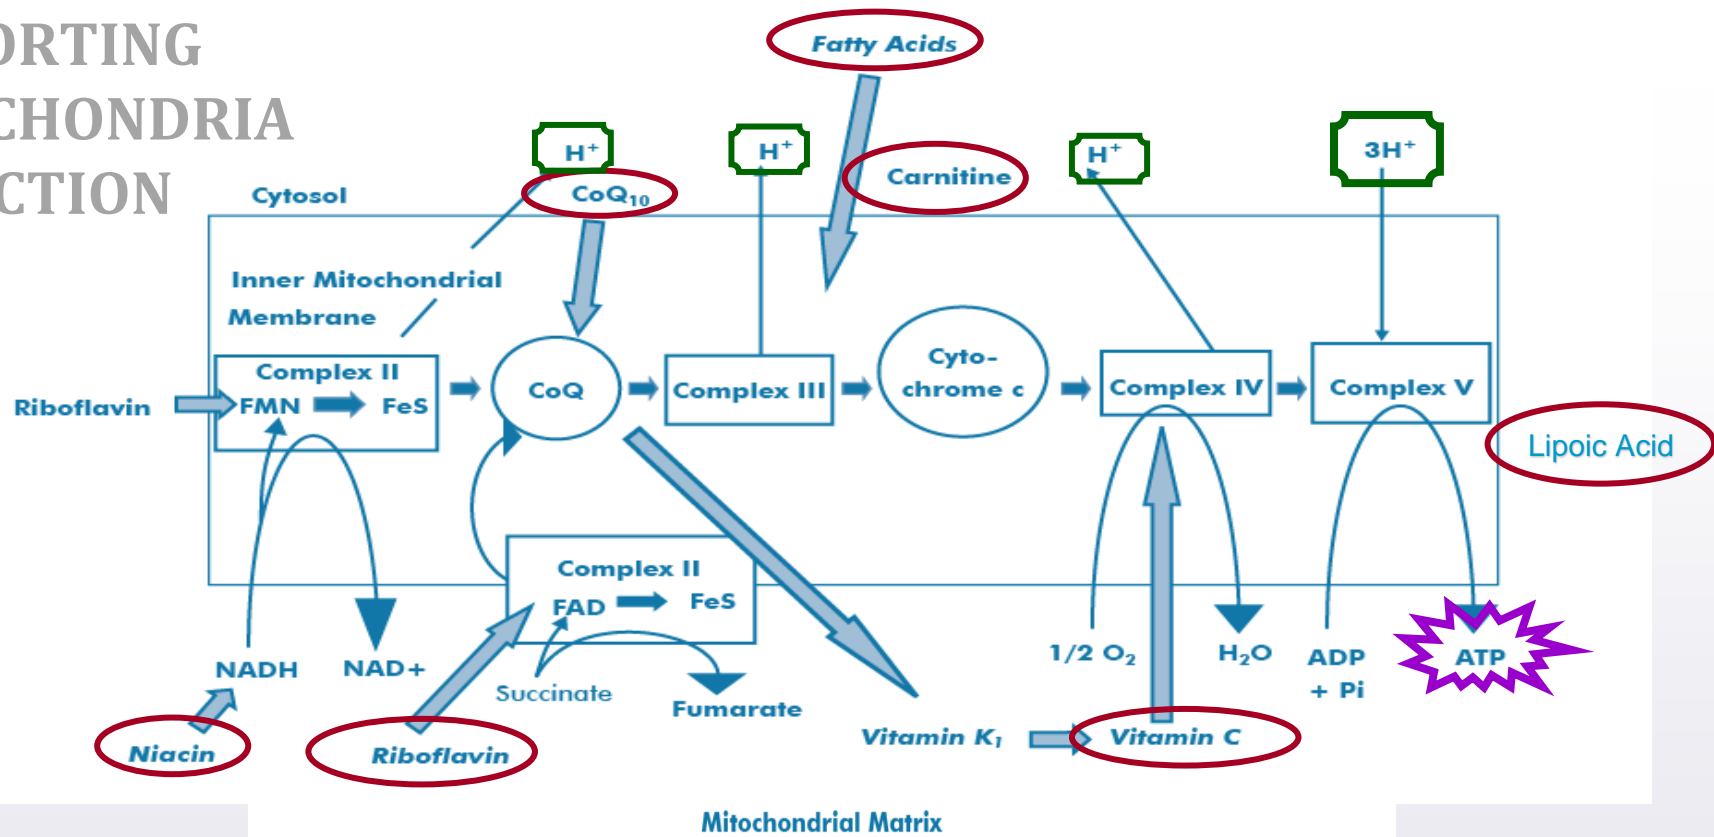 ORTING
CHONDRIA
CTION
Fatty Acids
H⁺
H⁺
H⁺
3H⁺
Carnitine
Cytosol
CoQ₁₀
Inner Mitochondrial
Membrane
Complex II
FMN
FeS
Riboflavin
CoQ
Complex III
Cyto-
chrome c
Complex IV
Complex V
Lipoic Acid
Complex II
FAD
FeS
NADH
NAD+
Succinate
Fumarate
1/2 O₂
H₂O
ADP
+ Pi
ATP
Niacin
Riboflavin
Vitamin K₁
Vitamin C
Mitochondrial Matrix